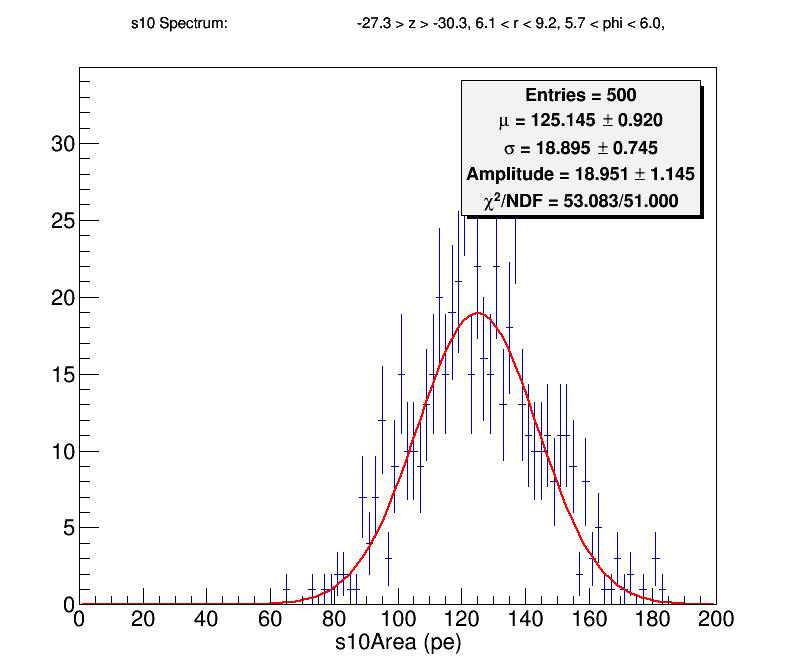 s10 Spectrum: -27.3 > z > -30.3, 6.1 < r < 9.2, 5.7 < phi < 6.0,
Entries = 500
μ = 125.145 ± 0.920
σ = 18.895 ± 0.745
Amplitude = 18.951 ± 1.145
χ²/NDF = 53.083/51.000
30
25
20
15
10
5
0
0 20 40 60 80 100 120 140 160 180 200
s10Area (pe)